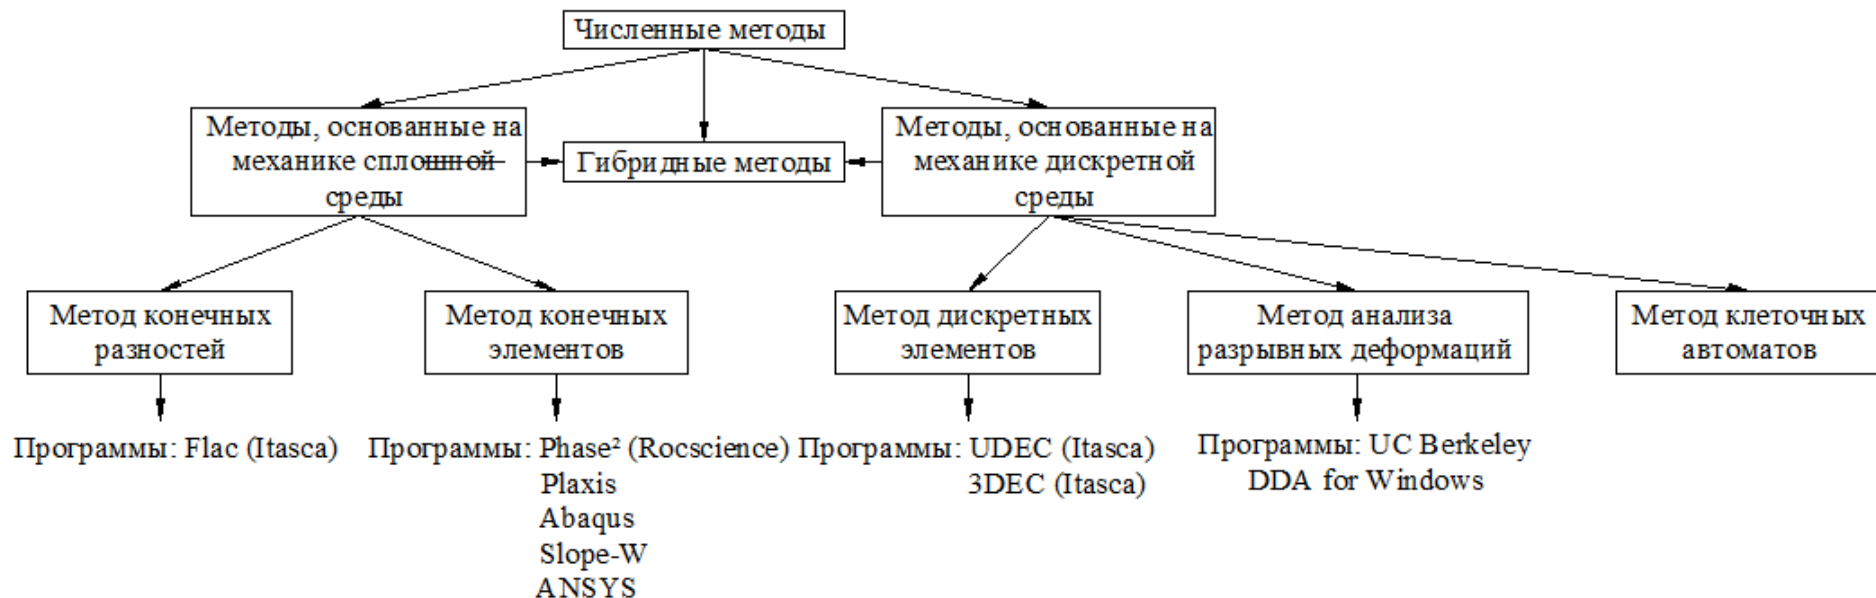 Численные методы
Методы, основанные на
механике сплошной
среды
Гибридные методы
Методы, основанные на
механике дискретной
среды
Метод конечных
разностей
Метод конечных
элементов
Метод дискретных
элементов
Метод анализа
разрывных деформаций
Метод клеточных
автоматов
Программы: Flac (Itasca)
Программы: Phase² (Rocscience)
Plaxis
Abaqus
Slope-W
ANSYS
Программы: UDEC (Itasca)
3DEC (Itasca)
Программы: UC Berkeley
DDA for Windows